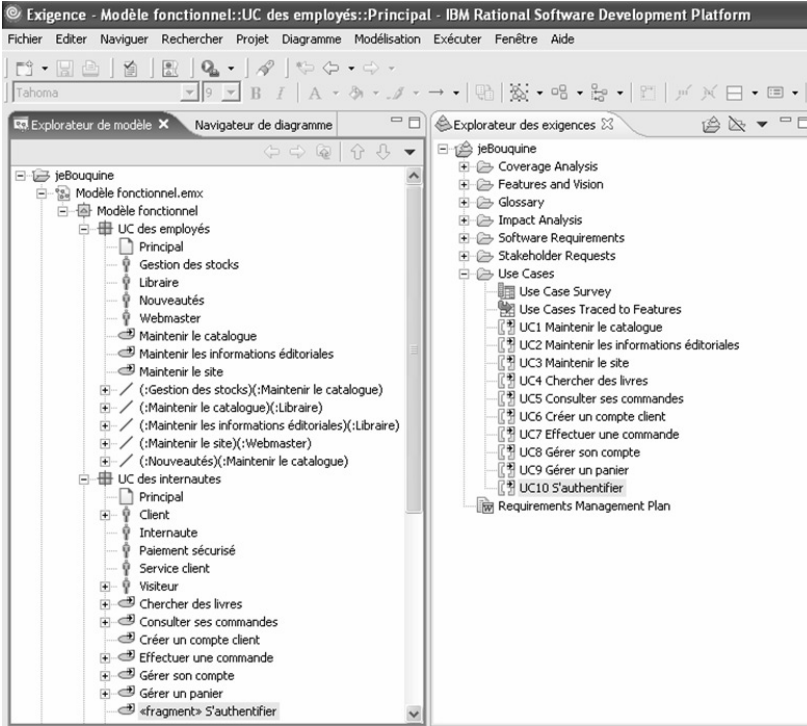 Exigence - Modèle fonctionnel::UC des employés::Principal - IBM Rational Software Development Platform
Fichier Editer Naviguer Rechercher Projet Diagramme Modélisation Exécuter Fenêtre Aide
Tahoma 9 B I A
Explorateur de modèle Navigateur de diagramme
jeBouquine
Modèle fonctionnel.emx
Modèle fonctionnel
UC des employés
Principal
Gestion des stocks
Libraire
Nouveautés
Webmaster
Maintenir le catalogue
Maintenir les informations éditoriales
Maintenir le site
(:Gestion des stocks)(:Maintenir le catalogue)
(:Maintenir le catalogue)(:Libraire)
(:Maintenir les informations éditoriales)(:Libraire)
(:Maintenir le site)(:Webmaster)
(:Nouveautés)(:Maintenir le catalogue)
UC des internautes
Principal
Client
Internaute
Paiement sécurisé
Service client
Visiteur
Chercher des livres
Consulter ses commandes
Créer un compte client
Effectuer une commande
Gérer son compte
Gérer un panier
«fragment» S'authentifier
Explorateur des exigences
jeBouquine
Coverage Analysis
Features and Vision
Glossary
Impact Analysis
Software Requirements
Stakeholder Requests
Use Cases
Use Case Survey
Use Cases Traced to Features
UC1 Maintenir le catalogue
UC2 Maintenir les informations éditoriales
UC3 Maintenir le site
UC4 Chercher des livres
UC5 Consulter ses commandes
UC6 Créer un compte client
UC7 Effectuer une commande
UC8 Gérer son compte
UC9 Gérer un panier
UC10 S'authentifier
Requirements Management Plan